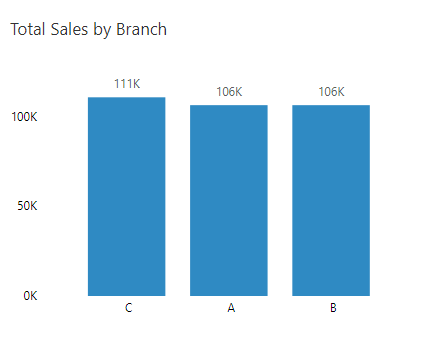 Total Sales by Branch
111K
106K
106K
100K
50K
0K
C
A
B